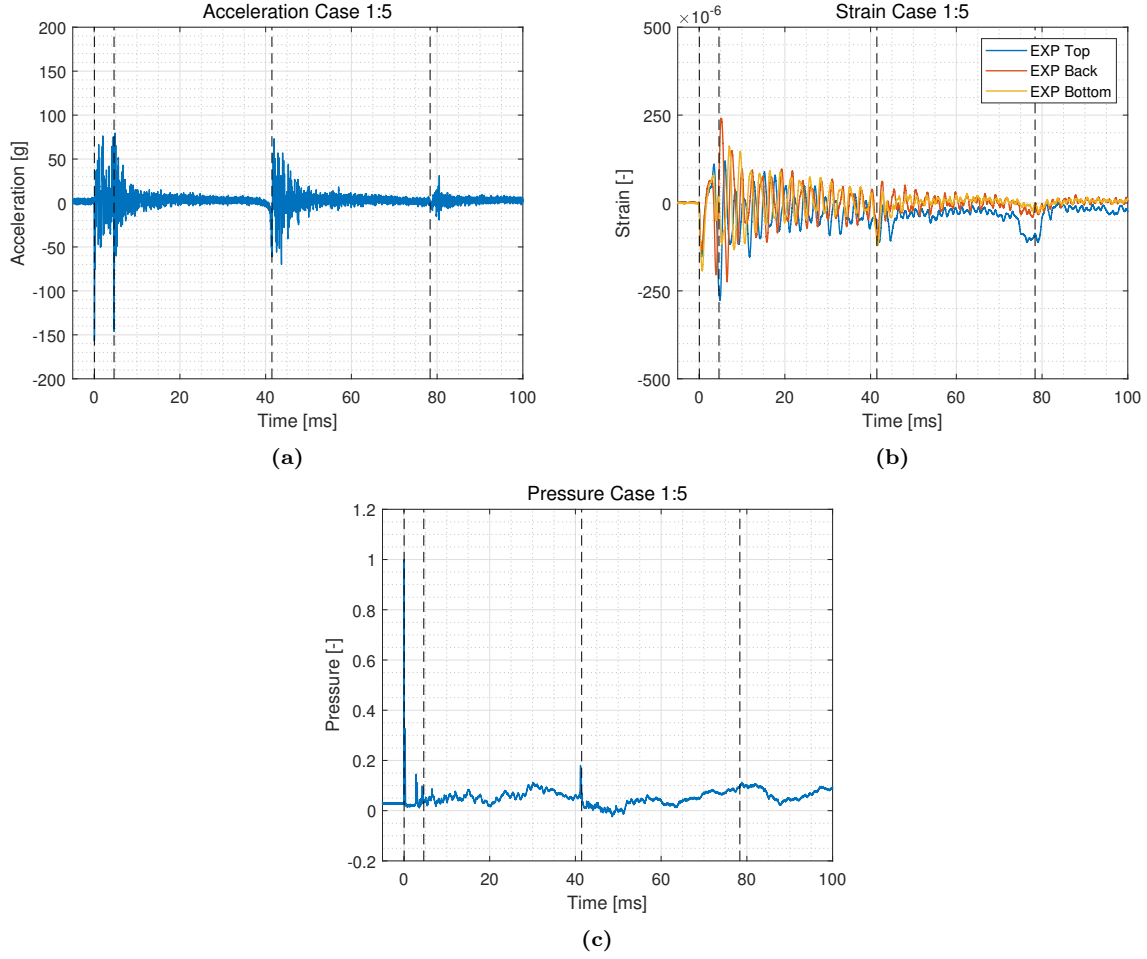 Acceleration Case 1:5
200
150
100
50
0
-50
-100
-150
-200
Acceleration [g]
0 20 40 60 80 100
Time [ms]
(a)
Strain Case 1:5
×10⁻⁶
500
250
0
-250
-500
Strain [-]
EXP Top
EXP Back
EXP Bottom
0 20 40 60 80 100
Time [ms]
(b)
Pressure Case 1:5
1.2
1
0.8
0.6
0.4
0.2
0
-0.2
Pressure [-]
0 20 40 60 80 100
Time [ms]
(c)